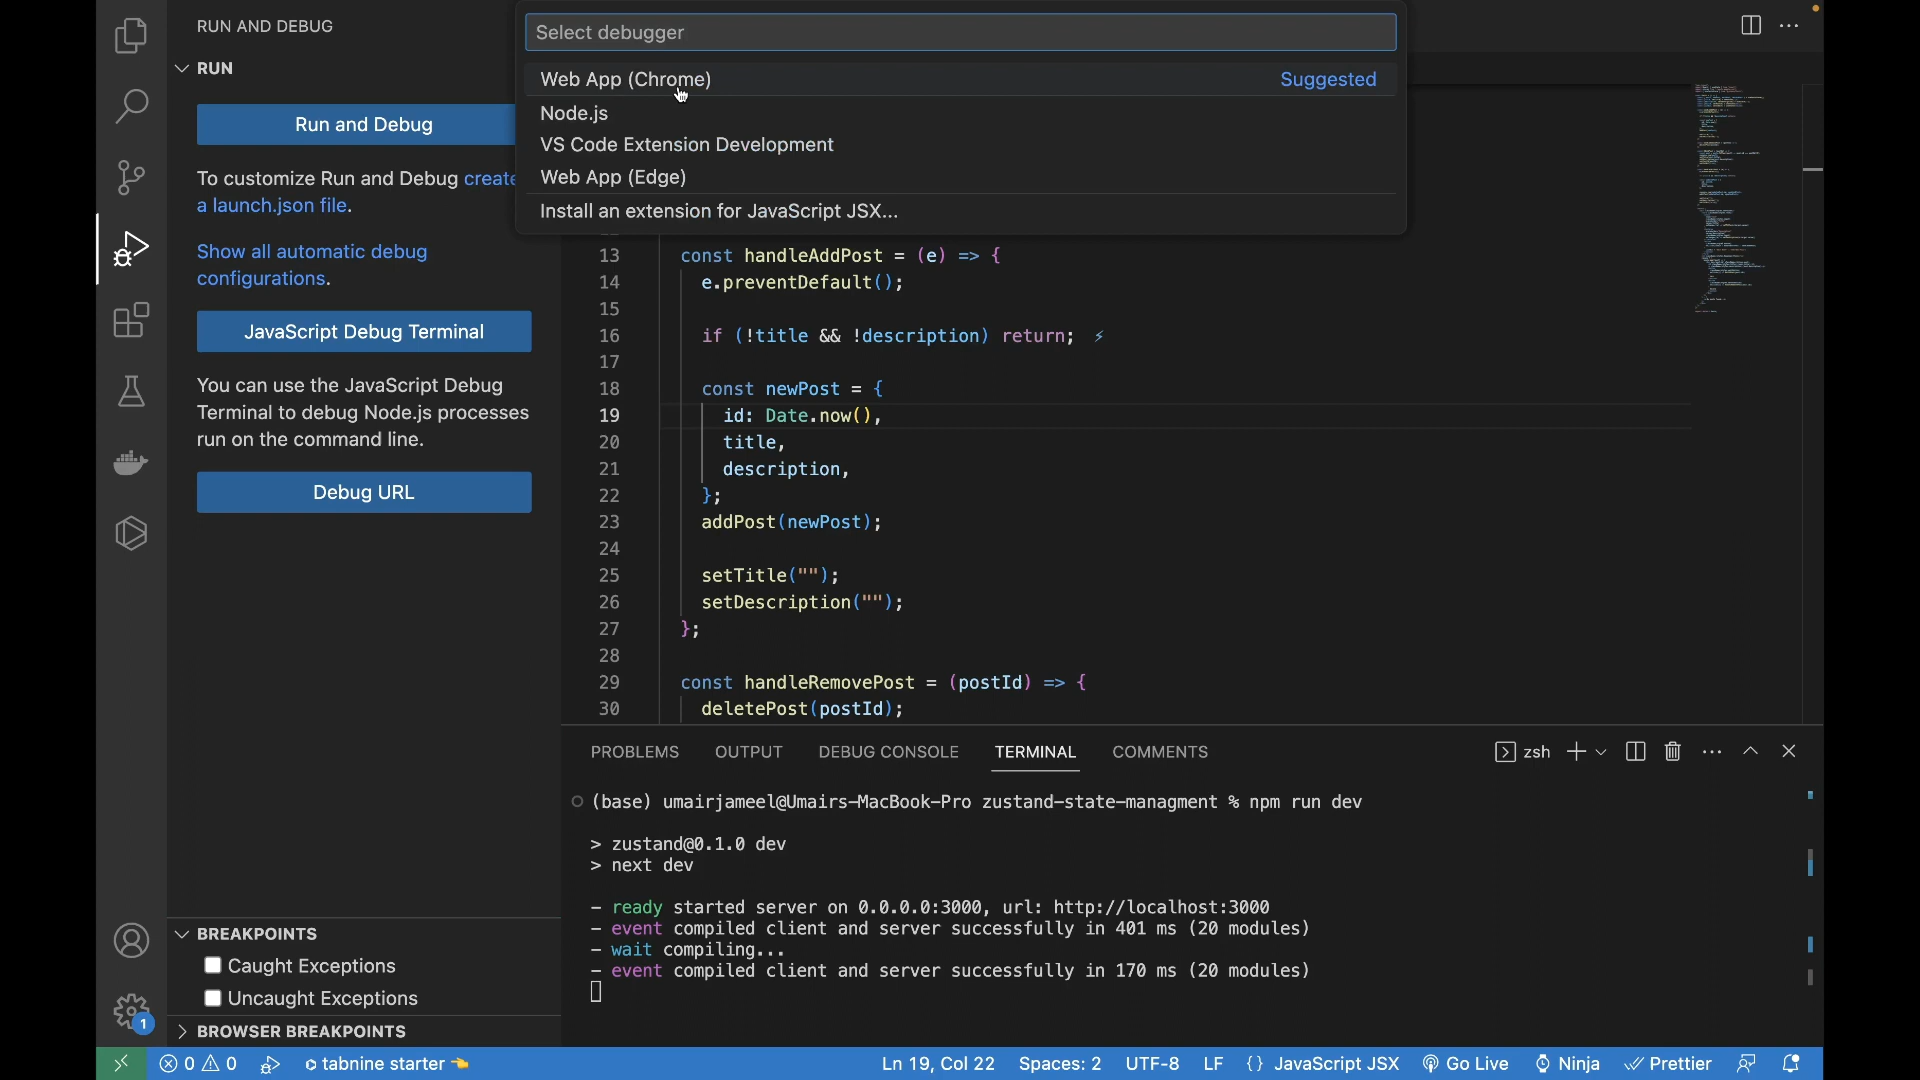 RUN AND DEBUG
RUN
Run and Debug
To customize Run and Debug create
a launch.json file.
Show all automatic debug
configurations.
JavaScript Debug Terminal
You can use the JavaScript Debug
Terminal to debug Node.js processes
run on the command line.
Debug URL
BREAKPOINTS
Caught Exceptions
Uncaught Exceptions
BROWSER BREAKPOINTS
1
Select debugger
Web App (Chrome) Suggested
Node.js
VS Code Extension Development
Web App (Edge)
Install an extension for JavaScript JSX...
13 const handleAddPost = (e) => {
14 e.preventDefault();
15
16 if (!title && !description) return; ⚡
17
18 const newPost = {
19 id: Date.now(),
20 title,
21 description,
22 };
23 addPost(newPost);
24
25 setTitle("");
26 setDescription("");
27 };
28
29 const handleRemovePost = (postId) => {
30 deletePost(postId);
PROBLEMS OUTPUT DEBUG CONSOLE TERMINAL COMMENTS zsh
(base) umairjameel@Umairs-MacBook-Pro zustand-state-managment % npm run dev
> zustand@0.1.0 dev
> next dev
- ready started server on 0.0.0.0:3000, url: http://localhost:3000
- event compiled client and server successfully in 401 ms (20 modules)
- wait compiling...
- event compiled client and server successfully in 170 ms (20 modules)
0 0 tabnine starter 👈 Ln 19, Col 22 Spaces: 2 UTF-8 LF {} JavaScript JSX Go Live Ninja Prettier